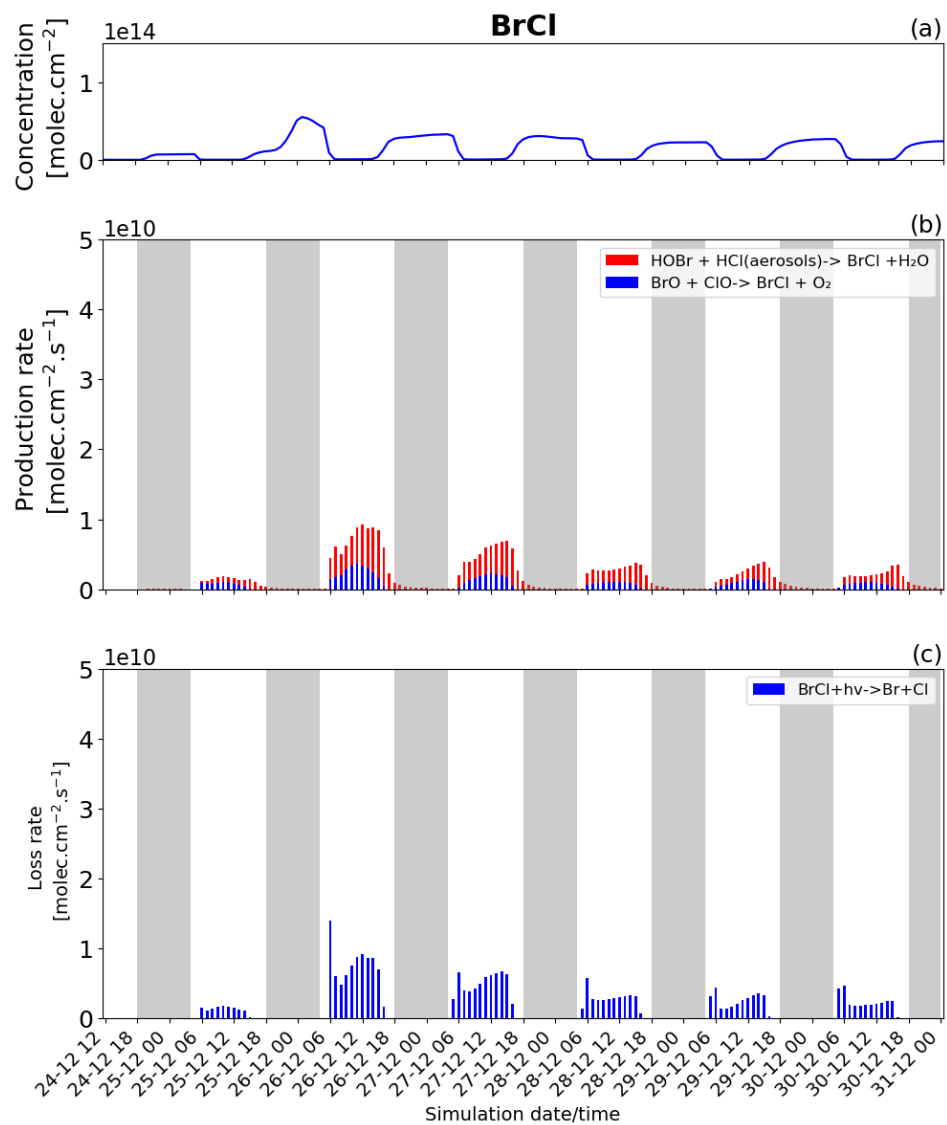 BrCl
(a)
1e14
Concentration
[molec.cm⁻²]
1
0
(b)
1e10
Production rate
[molec.cm⁻².s⁻¹]
5
4
3
2
1
0
HOBr + HCl(aerosols)-> BrCl +H₂O
BrO + ClO-> BrCl + O₂
(c)
1e10
Loss rate
[molec.cm⁻².s⁻¹]
5
4
3
2
1
0
BrCl+hv->Br+Cl
24-12 12
24-12 18
25-12 00
25-12 06
25-12 12
25-12 18
26-12 00
26-12 06
26-12 12
26-12 18
27-12 00
27-12 06
27-12 12
27-12 18
28-12 00
28-12 06
28-12 12
28-12 18
29-12 00
29-12 06
29-12 12
29-12 18
30-12 00
30-12 06
30-12 12
30-12 18
31-12 00
Simulation date/time